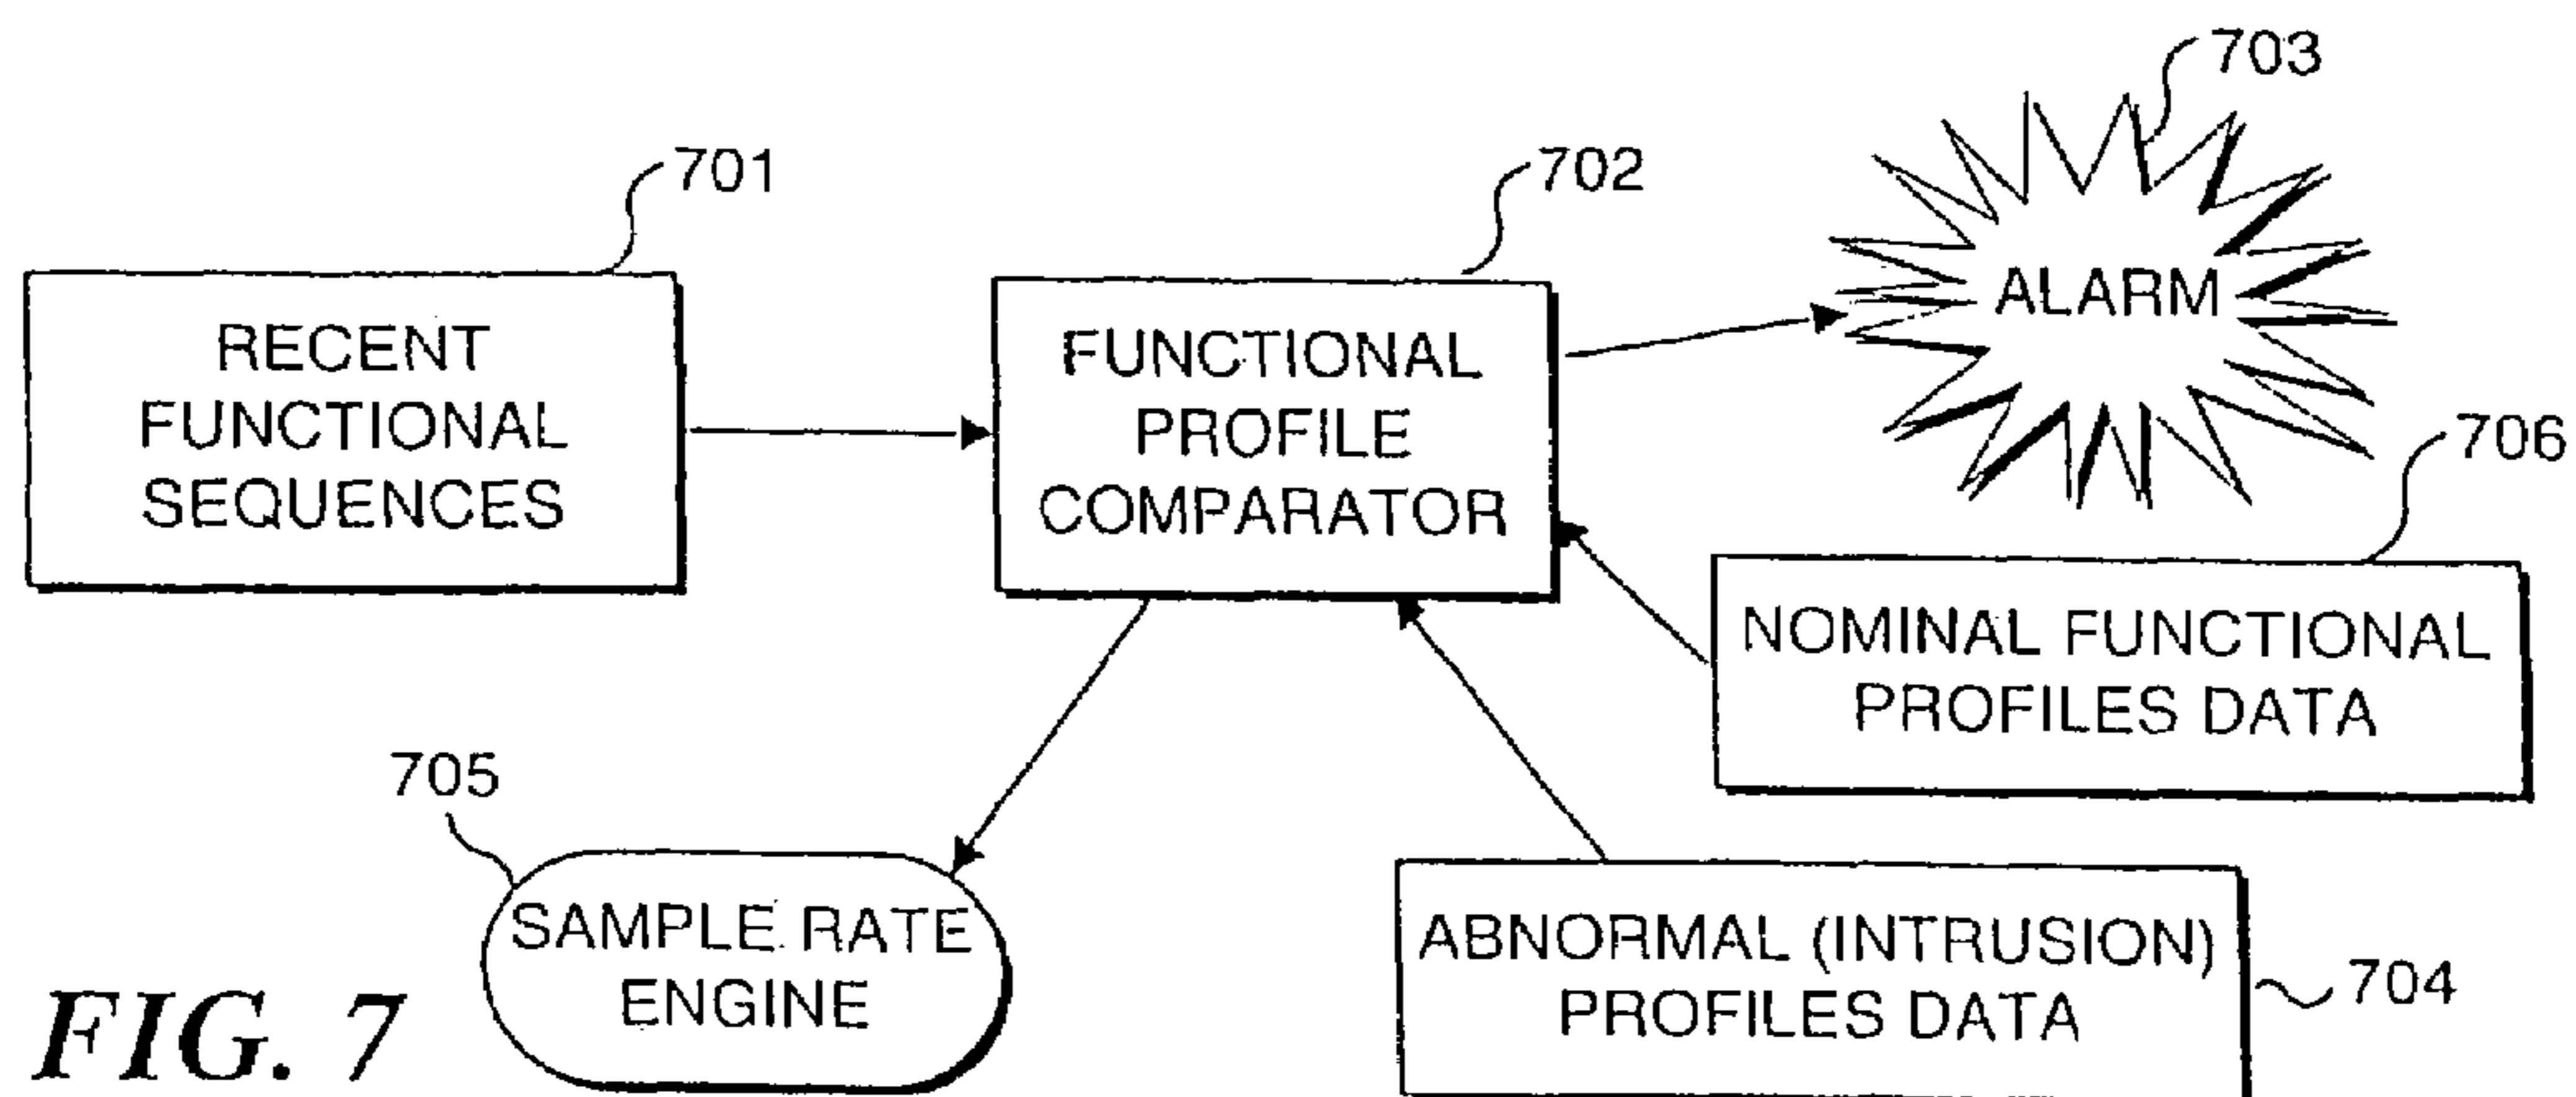 703
701
702
ALARM
RECENT
FUNCTIONAL
SEQUENCES
FUNCTIONAL
PROFILE
COMPARATOR
706
NOMINAL FUNCTIONAL
PROFILES DATA
705
SAMPLE RATE
ENGINE
ABNORMAL (INTRUSION)
PROFILES DATA
704
FIG. 7